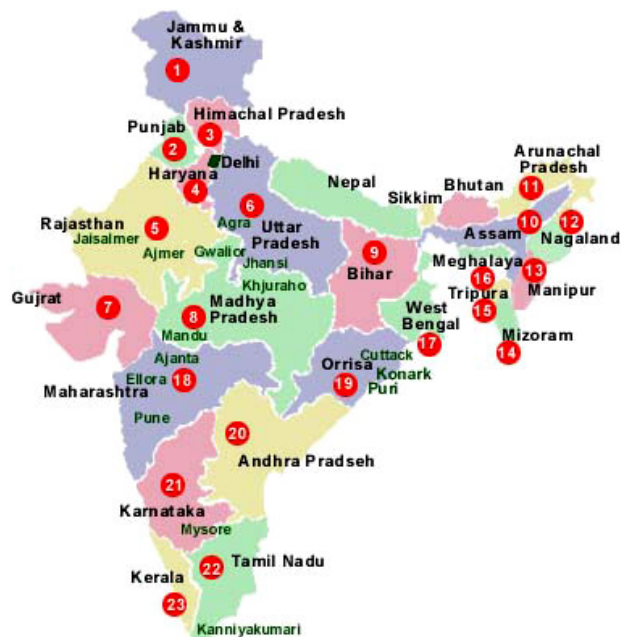 Jammu &
Kashmir
1
Himachal Pradesh
Punjab
3
2
Delhi
Haryana
4
Nepal
Arunachal
Pradesh
Bhutan
11
Sikkim
6
Rajasthan
5
Agra
Uttar
Pradesh
Jaisalmer
Ajmer
Gwalior
Jhansi
10
12
Assam
Nagaland
9
Bihar
Meghalaya
16
13
Khjuraho
Gujrat
7
8
Madhya
Pradesh
Mandu
West
Bengal
Tripura
15
Manipur
17
14
Mizoram
Ajanta
Ellora
18
Maharashtra
Pune
Orrisa
Cuttack
19
Konark
Puri
20
Andhra Pradseh
21
Karnataka
Mysore
Tamil Nadu
22
Kerala
23
Kanniyakumari